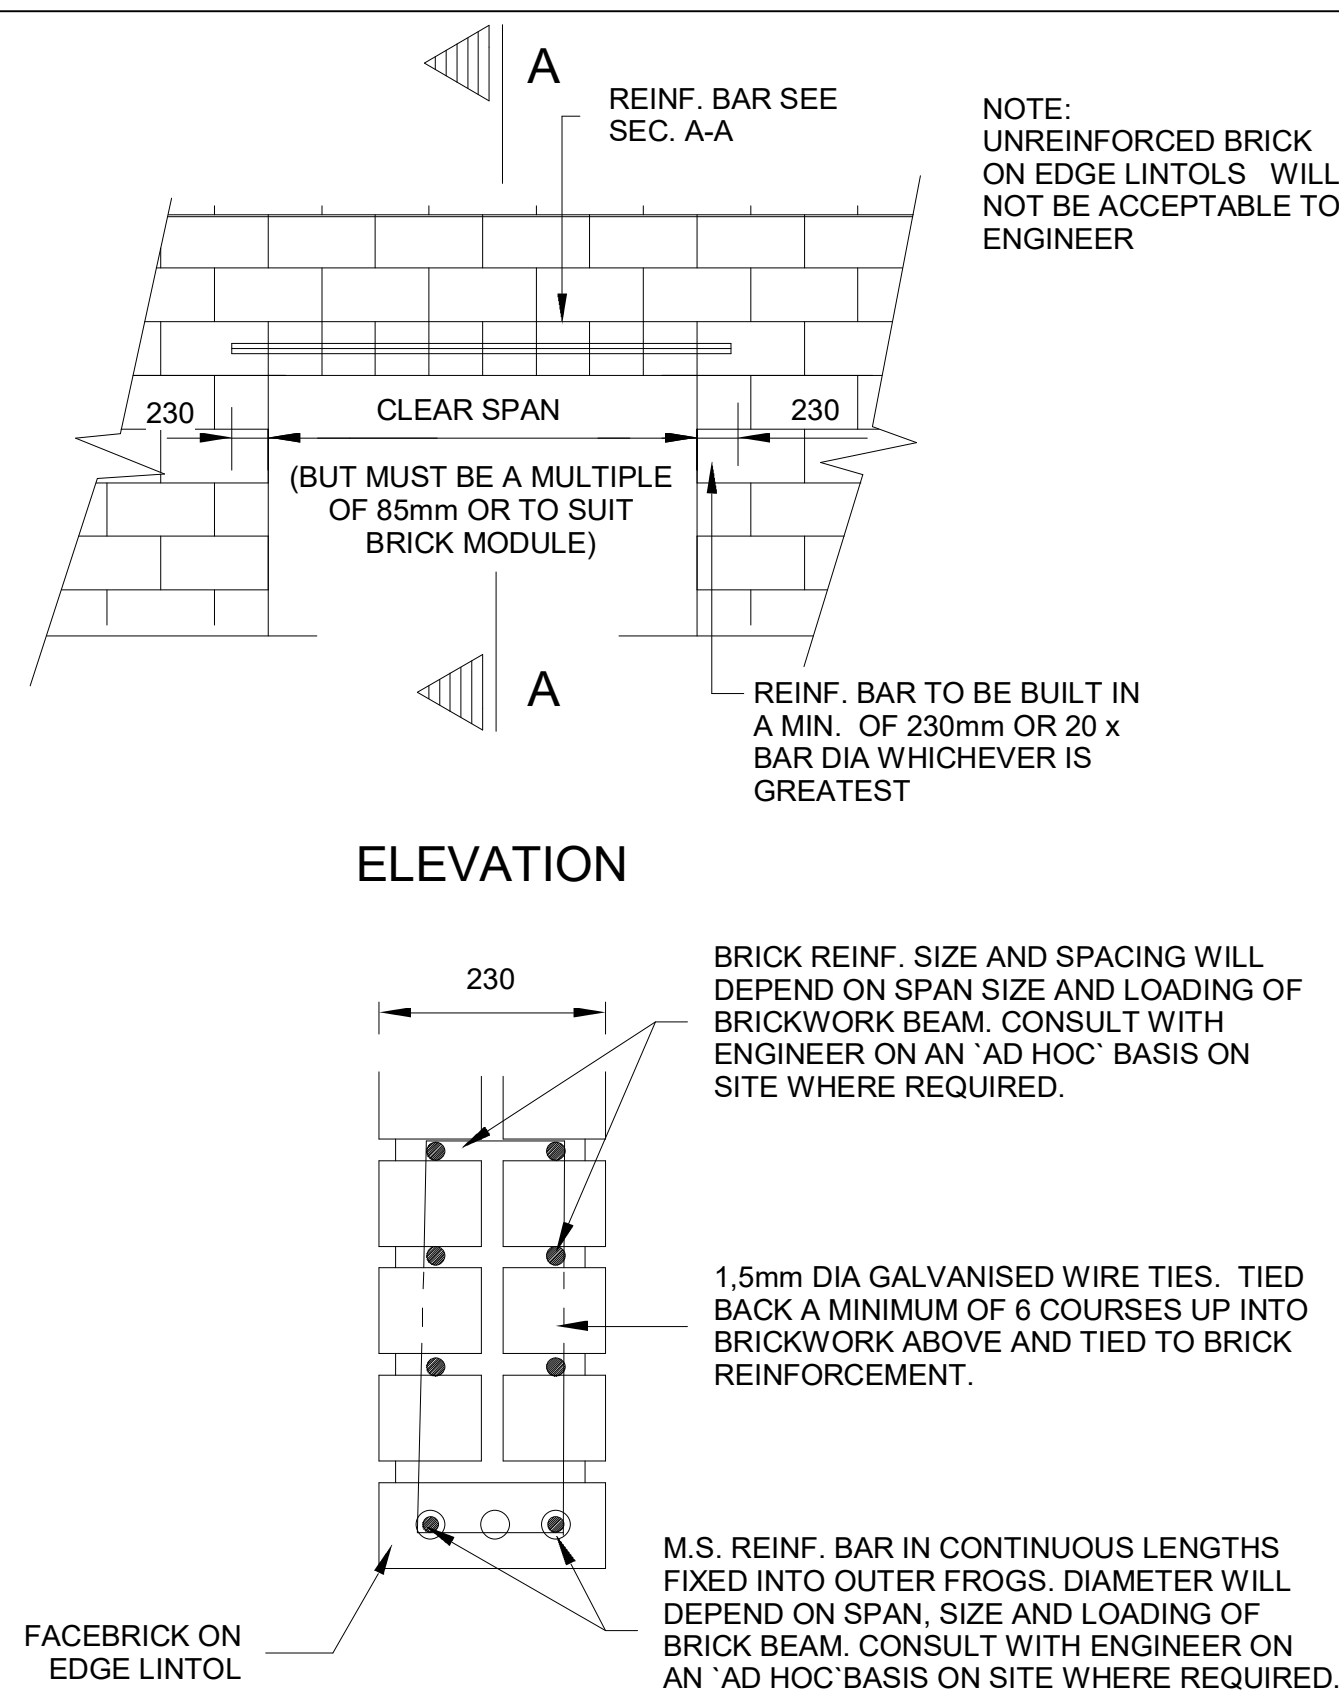 A
REINF. BAR SEE
SEC. A-A
NOTE:
UNREINFORCED BRICK
ON EDGE LINTOLS   WILL
NOT BE ACCEPTABLE TO
ENGINEER
230
CLEAR SPAN
230
(BUT MUST BE A MULTIPLE
OF 85mm OR TO SUIT
BRICK MODULE)
A
REINF. BAR TO BE BUILT IN
A MIN.  OF 230mm OR 20 x
BAR DIA WHICHEVER IS
GREATEST
ELEVATION
230
BRICK REINF. SIZE AND SPACING WILL
DEPEND ON SPAN SIZE AND LOADING OF
BRICKWORK BEAM. CONSULT WITH
ENGINEER ON AN `AD HOC` BASIS ON
SITE WHERE REQUIRED.
1,5mm DIA GALVANISED WIRE TIES.  TIED
BACK A MINIMUM OF 6 COURSES UP INTO
BRICKWORK ABOVE AND TIED TO BRICK
REINFORCEMENT.
M.S. REINF. BAR IN CONTINUOUS LENGTHS
FIXED INTO OUTER FROGS. DIAMETER WILL
DEPEND ON SPAN, SIZE AND LOADING OF
BRICK BEAM. CONSULT WITH ENGINEER ON
AN `AD HOC`BASIS ON SITE WHERE REQUIRED.
FACEBRICK ON
EDGE LINTOL